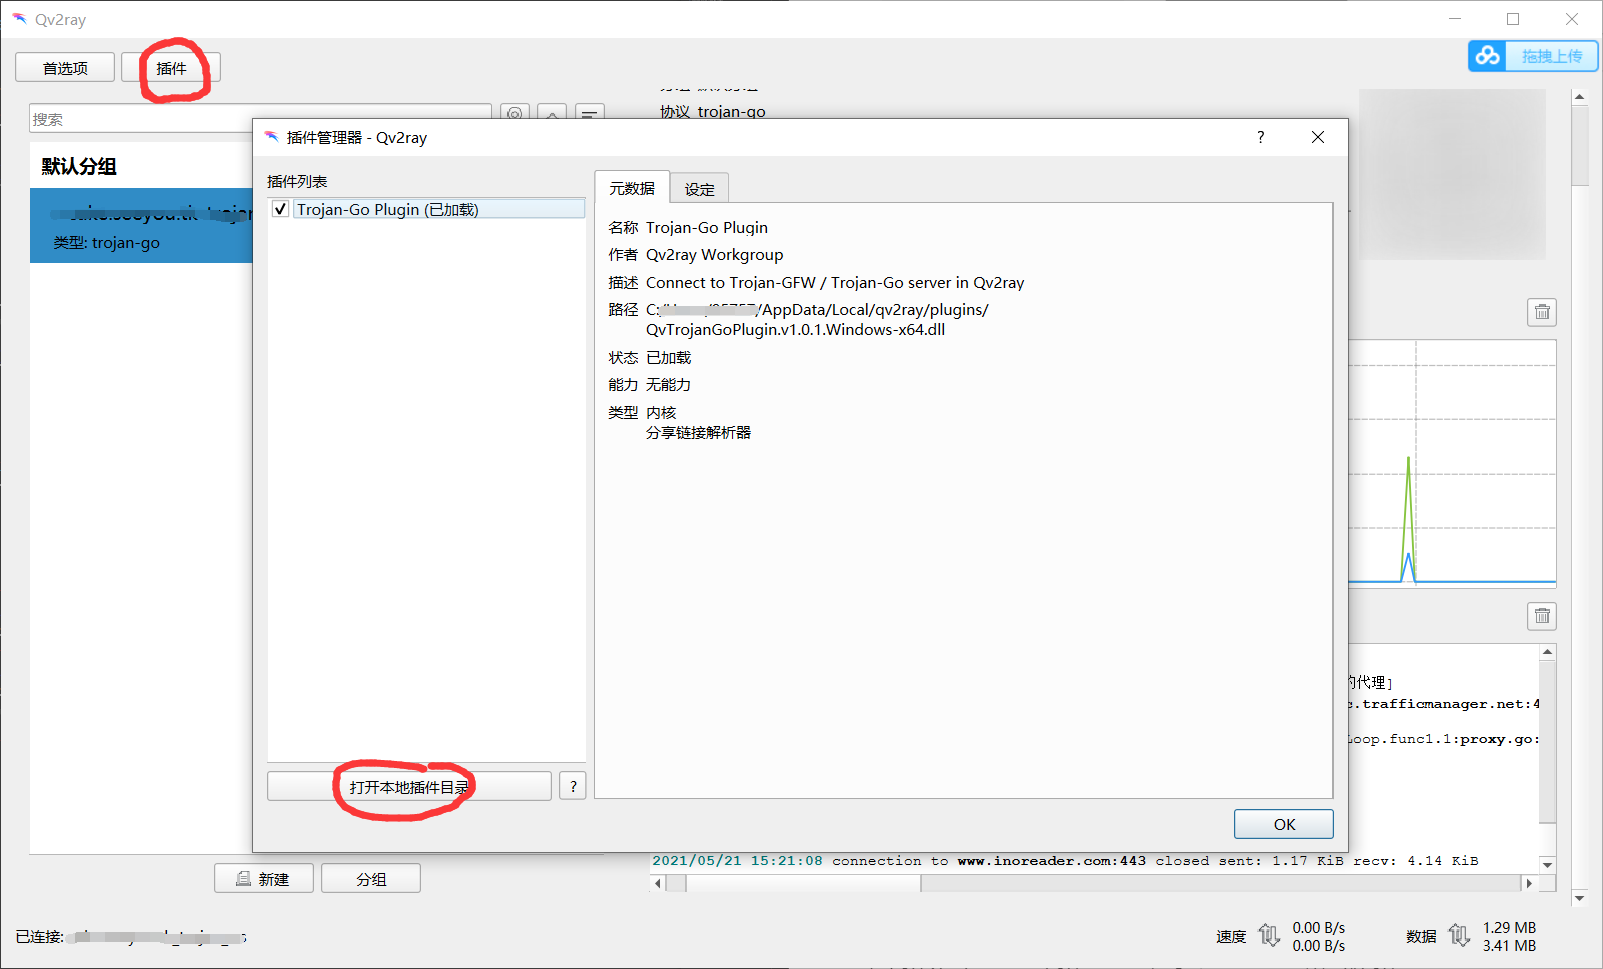 Qv2ray
首选项
插件
拖拽上传
协议 trojan-go
搜索
插件管理器 - Qv2ray
?
默认分组
类型: trojan-go
插件列表
Trojan-Go Plugin (已加载)
元数据
设定
名称 Trojan-Go Plugin
作者 Qv2ray Workgroup
描述 Connect to Trojan-GFW / Trojan-Go server in Qv2ray
路径 C:/ /AppData/Local/qv2ray/plugins/
QvTrojanGoPlugin.v1.0.1.Windows-x64.dll
状态 已加载
能力 无能力
类型 内核
分享链接解析器
的代理]
c.trafficmanager.net:4
Loop.func1.1:proxy.go:
打开本地插件目录
?
OK
2021/05/21 15:21:08 connection to www.inoreader.com:443 closed sent: 1.17 KiB recv: 4.14 KiB
新建
分组
已连接:
速度 0.00 B/s
0.00 B/s
数据 1.29 MB
3.41 MB